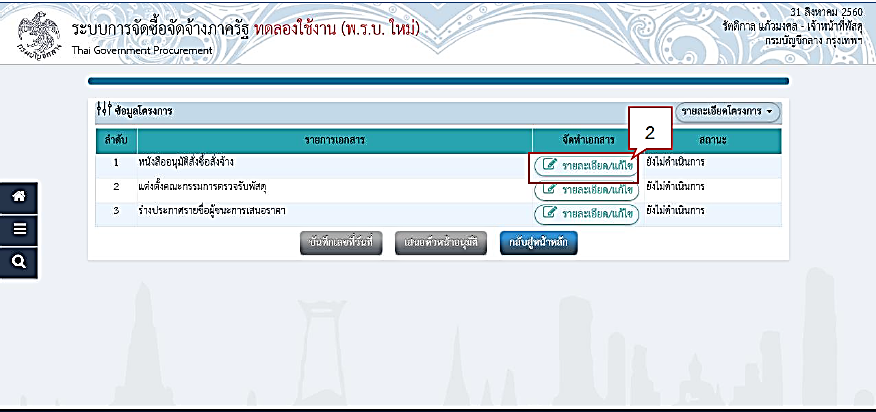 31 สิงหาคม 2560
ระบบการจัดซื้อจัดจ้างภาครัฐ ทดลองใช้งาน (พ.ร.บ. ใหม่)
รัตติกาล แก้วมงคล - เจ้าหน้าที่พัสดุ
Thai Government Procurement
กรมบัญชีกลาง กรุงเทพฯ
ข้อมูลโครงการ
รายละเอียดโครงการ
ลำดับ รายการเอกสาร จัดทำเอกสาร 2 สถานะ
1 หนังสืออนุมัติสั่งซื้อสั่งจ้าง รายละเอียด/แก้ไข ยังไม่ดำเนินการ
2 แต่งตั้งคณะกรรมการตรวจรับพัสดุ รายละเอียด/แก้ไข ยังไม่ดำเนินการ
3 ร่างประกาศรายชื่อผู้ชนะการเสนอราคา รายละเอียด/แก้ไข ยังไม่ดำเนินการ
บันทึกเลขที่วันที่ เสนอหัวหน้าอนุมัติ กลับสู่หน้าหลัก